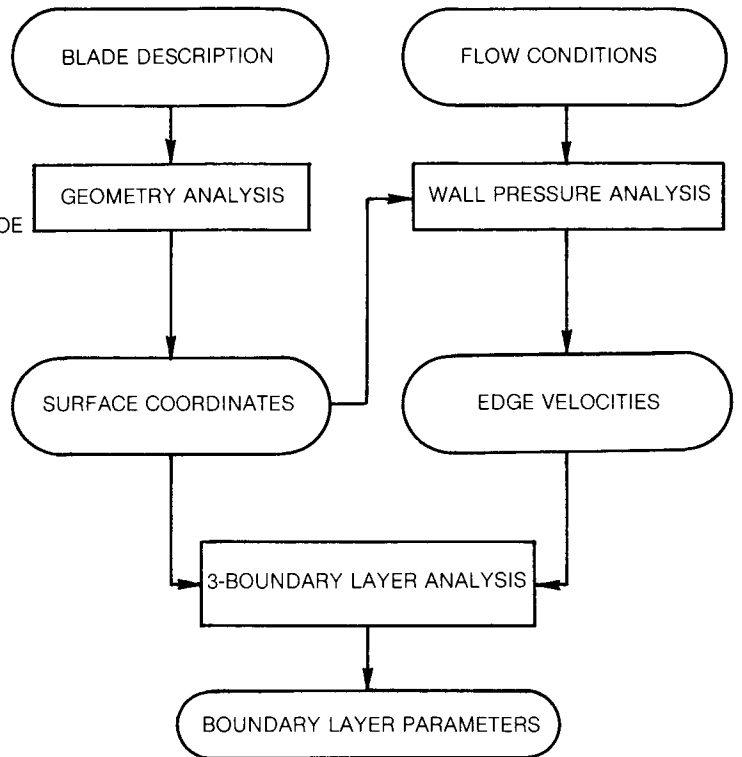 BLADE DESCRIPTION
FLOW CONDITIONS
GEOMETRY ANALYSIS
WALL PRESSURE ANALYSIS
OE
SURFACE COORDINATES
EDGE VELOCITIES
3-BOUNDARY LAYER ANALYSIS
BOUNDARY LAYER PARAMETERS